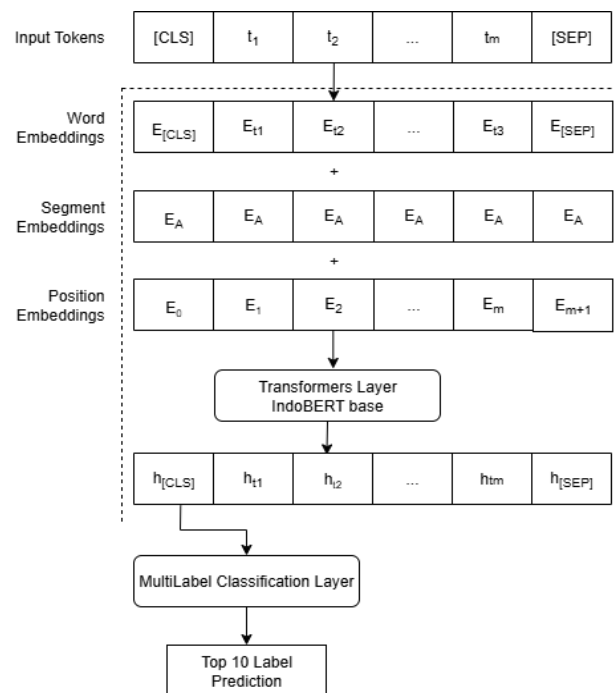 Input Tokens [CLS] t1 t2 ... tm [SEP]
Word
Embeddings
E[CLS] Et1 Et2 ... Et3 E[SEP]
+
Segment
Embeddings
EA EA EA EA EA EA
+
Position
Embeddings
E0 E1 E2 ... Em Em+1
Transformers Layer
IndoBERT base
h[CLS] ht1 ht2 ... htm h[SEP]
MultiLabel Classification Layer
Top 10 Label
Prediction